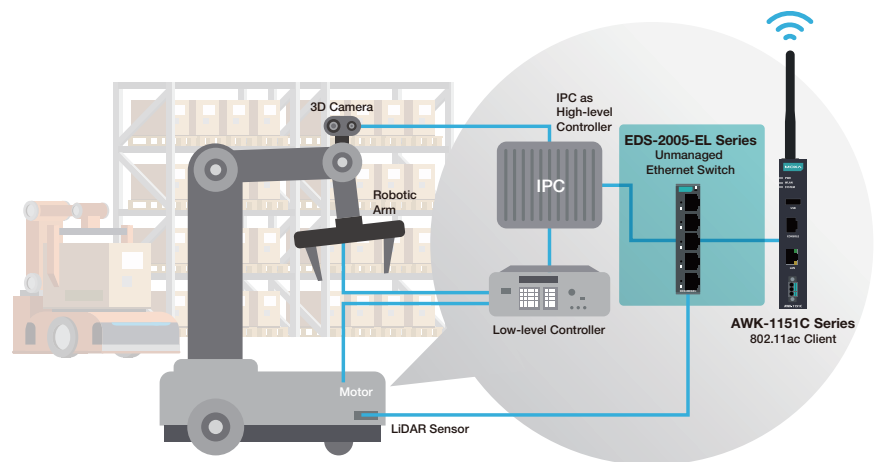 3D Camera
IPC as
High-level
Controller
EDS-2005-EL Series
Unmanaged
Ethernet Switch
IPC
Robotic
Arm
Low-level Controller
AWK-1151C Series
802.11ac Client
Motor
LiDAR Sensor